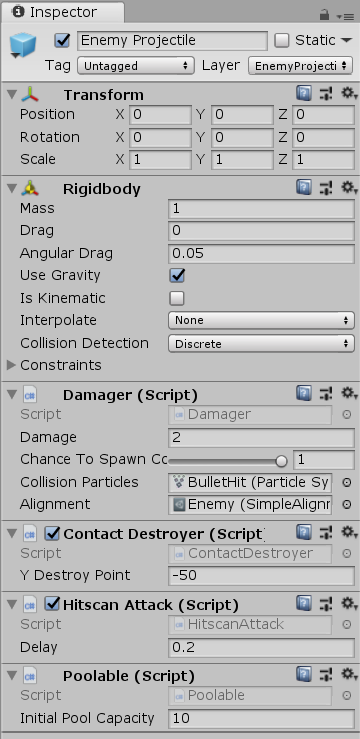 Inspector
Enemy Projectile Static
Tag Untagged Layer EnemyProjecti
Transform
Position X 0 Y 0 Z 0
Rotation X 0 Y 0 Z 0
Scale X 1 Y 1 Z 1
Rigidbody
Mass 1
Drag 0
Angular Drag 0.05
Use Gravity
Is Kinematic
Interpolate None
Collision Detection Discrete
Constraints
Damager (Script)
Script Damager
Damage 2
Chance To Spawn Co 1
Collision Particles BulletHit (Particle Sy
Alignment Enemy (SimpleAlignr
Contact Destroyer (Script)
Script ContactDestroyer
Y Destroy Point -50
Hitscan Attack (Script)
Script HitscanAttack
Delay 0.2
Poolable (Script)
Script Poolable
Initial Pool Capacity 10